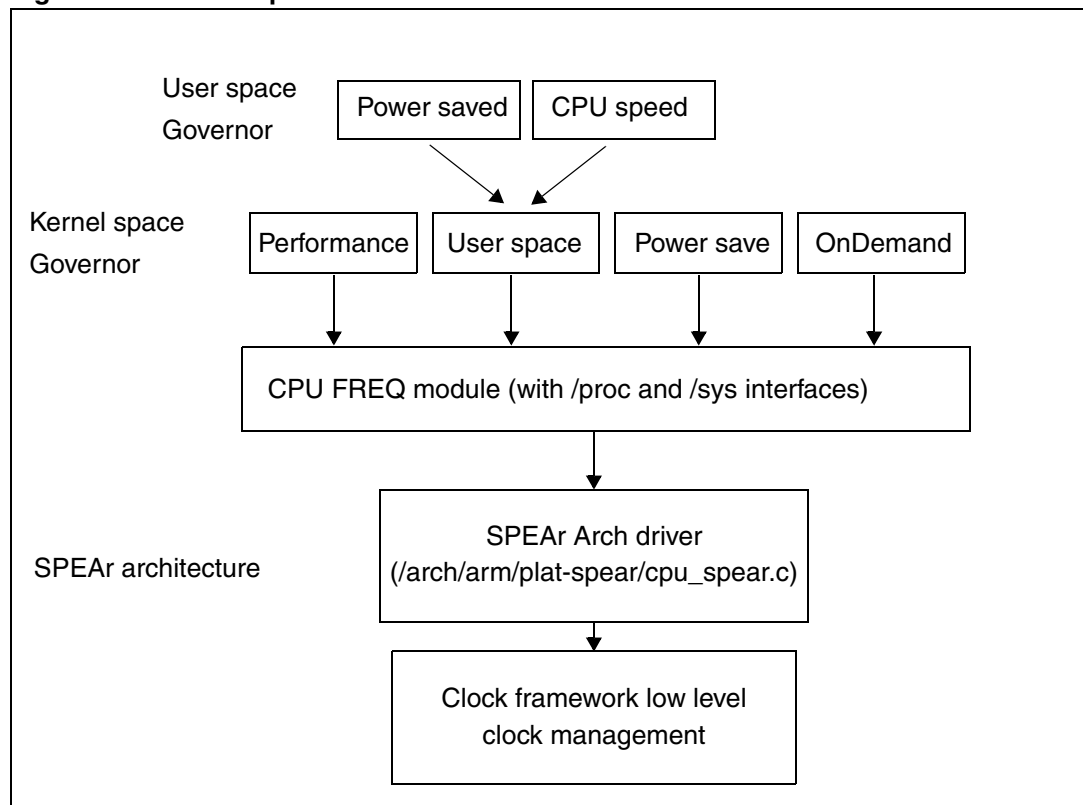 User space
Governor
Power saved
CPU speed
Kernel space
Governor
Performance
User space
Power save
OnDemand
CPU FREQ module (with /proc and /sys interfaces)
SPEAr architecture
SPEAr Arch driver
(/arch/arm/plat-spear/cpu_spear.c)
Clock framework low level
clock management